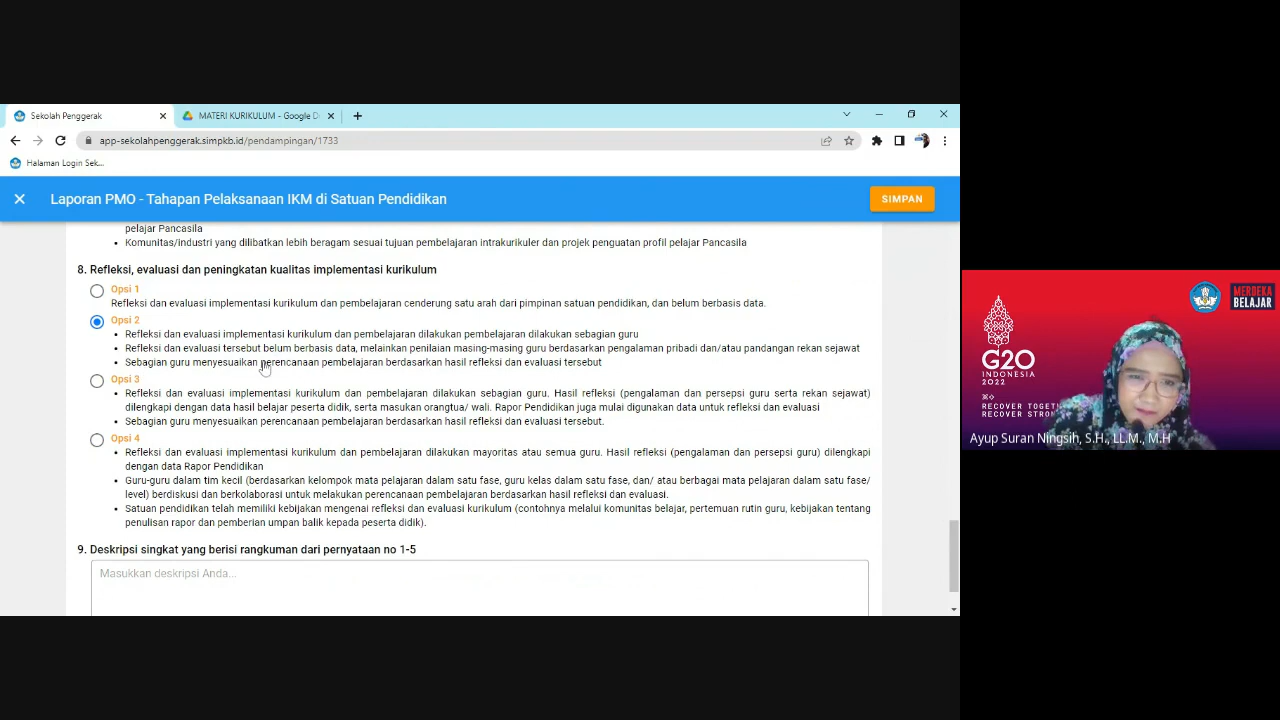 Sekolah Penggerak
MATERI KURIKULUM - Google D
app-sekolahpenggerak.simpkb.id/pendampingan/1733
Halaman Login Sek...
Laporan PMO - Tahapan Pelaksanaan IKM di Satuan Pendidikan
SIMPAN
pelajar Pancasila
• Komunitas/industri yang dilibatkan lebih beragam sesuai tujuan pembelajaran intrakurikuler dan projek penguatan profil pelajar Pancasila
8. Refleksi, evaluasi dan peningkatan kualitas implementasi kurikulum
Opsi 1
Refleksi dan evaluasi implementasi kurikulum dan pembelajaran cenderung satu arah dari pimpinan satuan pendidikan, dan belum berbasis data.
Opsi 2
• Refleksi dan evaluasi implementasi kurikulum dan pembelajaran dilakukan pembelajaran dilakukan sebagian guru
• Refleksi dan evaluasi tersebut belum berbasis data, melainkan penilaian masing-masing guru berdasarkan pengalaman pribadi dan/atau pandangan rekan sejawat
• Sebagian guru menyesuaikan perencanaan pembelajaran berdasarkan hasil refleksi dan evaluasi tersebut
Opsi 3
• Refleksi dan evaluasi implementasi kurikulum dan pembelajaran dilakukan sebagian guru. Hasil refleksi (pengalaman dan persepsi guru serta rekan sejawat)
dilengkapi dengan data hasil belajar peserta didik, serta masukan orangtua/ wali. Rapor Pendidikan juga mulai digunakan data untuk refleksi dan evaluasi
• Sebagian guru menyesuaikan perencanaan pembelajaran berdasarkan hasil refleksi dan evaluasi tersebut.
Opsi 4
• Refleksi dan evaluasi implementasi kurikulum dan pembelajaran dilakukan mayoritas atau semua guru. Hasil refleksi (pengalaman dan persepsi guru) dilengkapi
dengan data Rapor Pendidikan
• Guru-guru dalam tim kecil (berdasarkan kelompok mata pelajaran dalam satu fase, guru kelas dalam satu fase, dan/ atau berbagai mata pelajaran dalam satu fase/
level) berdiskusi dan berkolaborasi untuk melakukan perencanaan pembelajaran berdasarkan hasil refleksi dan evaluasi.
• Satuan pendidikan telah memiliki kebijakan mengenai refleksi dan evaluasi kurikulum (contohnya melalui komunitas belajar, pertemuan rutin guru, kebijakan tentang
penulisan rapor dan pemberian umpan balik kepada peserta didik).
9. Deskripsi singkat yang berisi rangkuman dari pernyataan no 1-5
Masukkan deskripsi Anda...
MERDEKA
BELAJAR
G20
INDONESIA
2022
RECOVER TOGET
RECOVER STRO
Ayup Suran Ningsih, S.H., LL.M., M.H